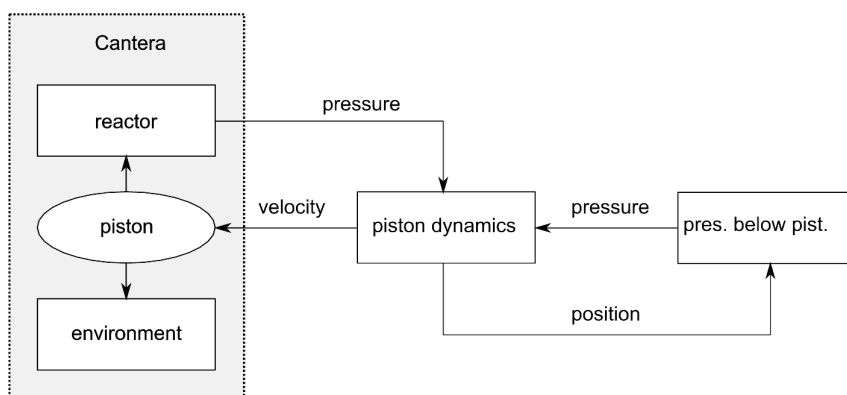 Cantera
reactor
pressure
piston
velocity
piston dynamics
pressure
pres. below pist.
environment
position